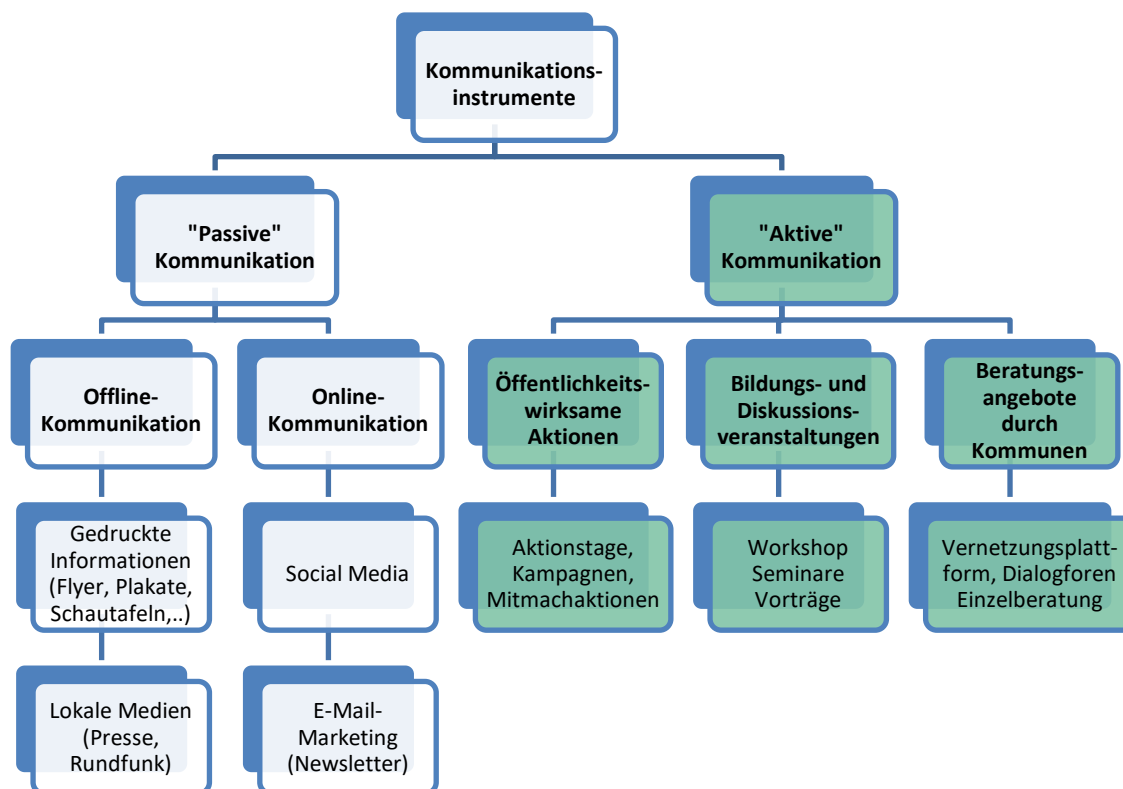 Kommunikations-
instrumente
"Passive"
Kommunikation
"Aktive"
Kommunikation
Offline-
Kommunikation
Online-
Kommunikation
Öffentlichkeits-
wirksame
Aktionen
Bildungs- und
Diskussions-
veranstaltungen
Beratungs-
angebote
durch
Kommunen
Gedruckte
Informationen
(Flyer, Plakate,
Schautafeln,..)
Social Media
Aktionstage,
Kampagnen,
Mitmachaktionen
Workshop
Seminare
Vorträge
Vernetzungsplatt-
form, Dialogforen
Einzelberatung
Lokale Medien
(Presse,
Rundfunk)
E-Mail-
Marketing
(Newsletter)